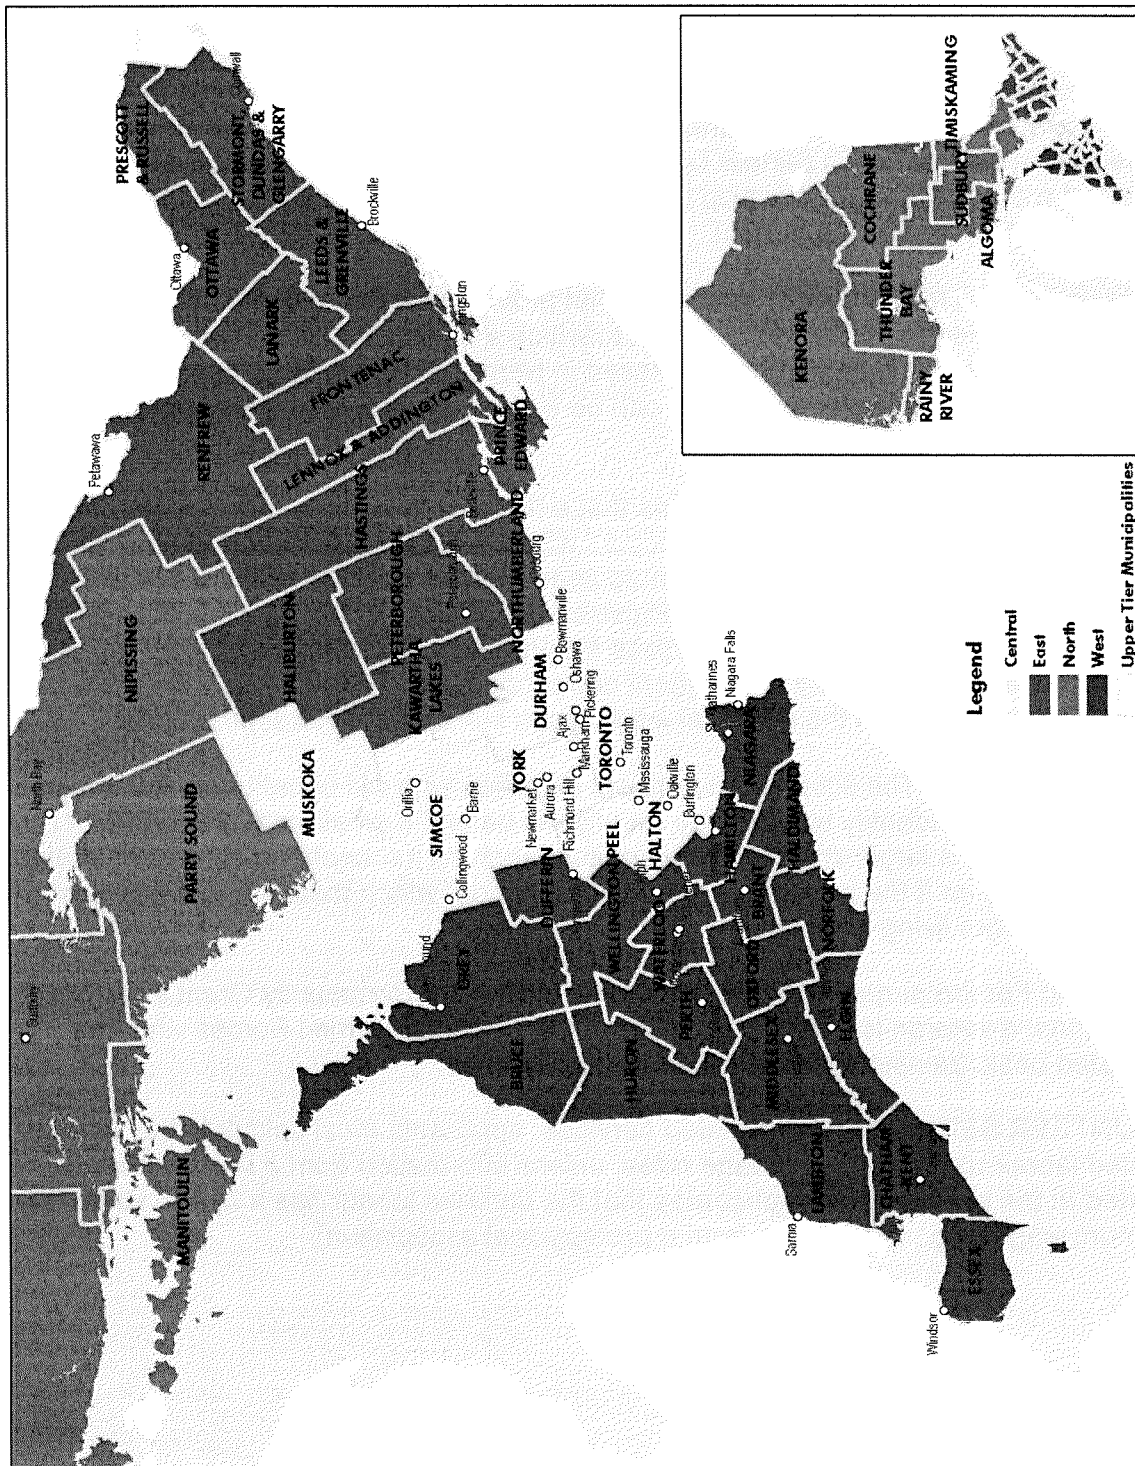 PRESCOTT
& RUSSELL
STORMONT,
DUNDAS &
GLENGARRY
Cornwall
Ottawa
OTTAWA
LEEDS &
GRENVILLE
Brockville
LANARK
Petawawa
RENFREW
FRONTENAC
LENNOX & ADDINGTON
HASTINGS
PRINCE
EDWARD
NIPISSING
HALIBURTON
PETERBOROUGH
NORTHUMBERLAND
KAWARTHA
LAKES
DURHAM
Bowmanville
Oshawa
Ajax
Pickering
Markham
North Bay
PARRY SOUND
MUSKOKA
Orillia
SIMCOE
Barrie
Collingwood
YORK
Newmarket
Aurora
Richmond Hill
TORONTO
Toronto
Mississauga
PEEL
HALTON
Oakville
Burlington
Niagara Falls
NIAGARA
HAMILTON
HALDIMAND
DUFFERIN
WELLINGTON
WATERLOO
BRANT
NORFOLK
GREY
BRUCE
HURON
PERTH
OXFORD
MIDDLESEX
ELGIN
MANITOULIN
Sarnia
CHATHAM
KENT
Windsor
ESSEX
KENORA
RAINY
RIVER
THUNDER
BAY
COCHRANE
ALGOMA
SUDBURY
TIMISKAMING
Legend
Central
East
North
West
Upper Tier Municipalities